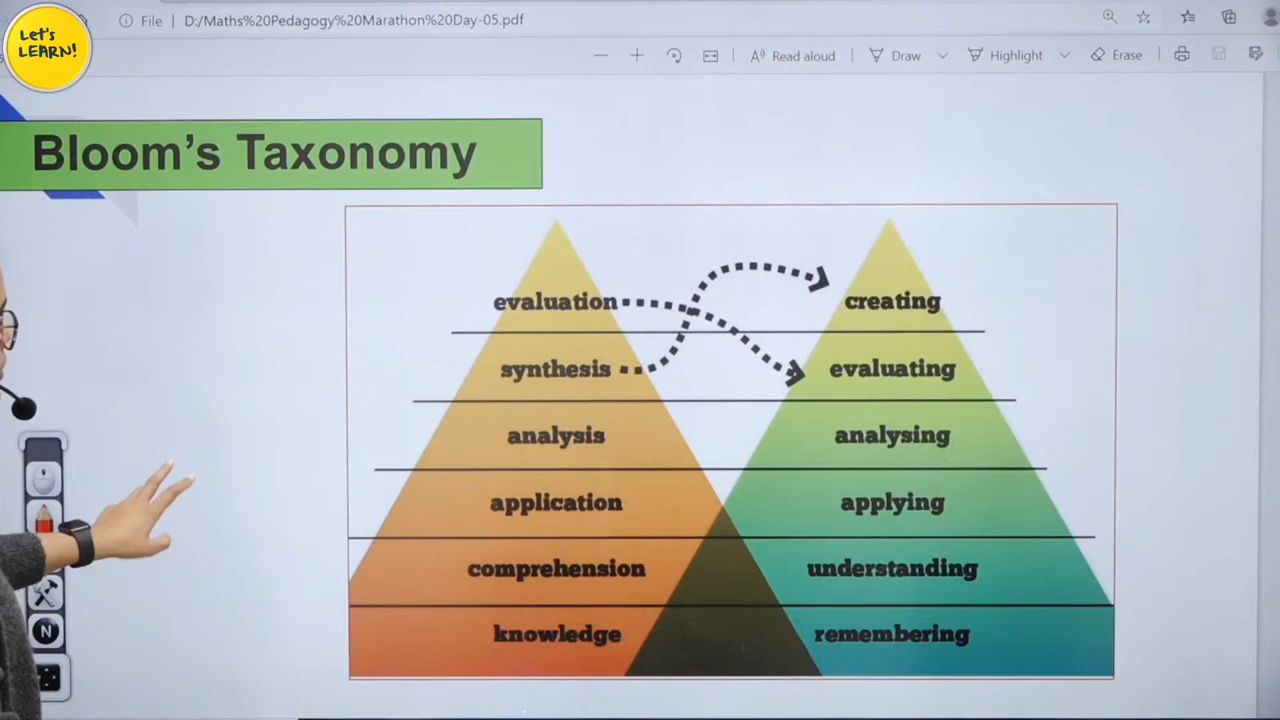 Let's
LEARN!
File D:/Maths%20Pedagogy%20Marathon%20Day-05.pdf
Read aloud Draw Highlight Erase
Bloom's Taxonomy
evaluation creating
synthesis evaluating
analysis analysing
application applying
comprehension understanding
knowledge remembering
N